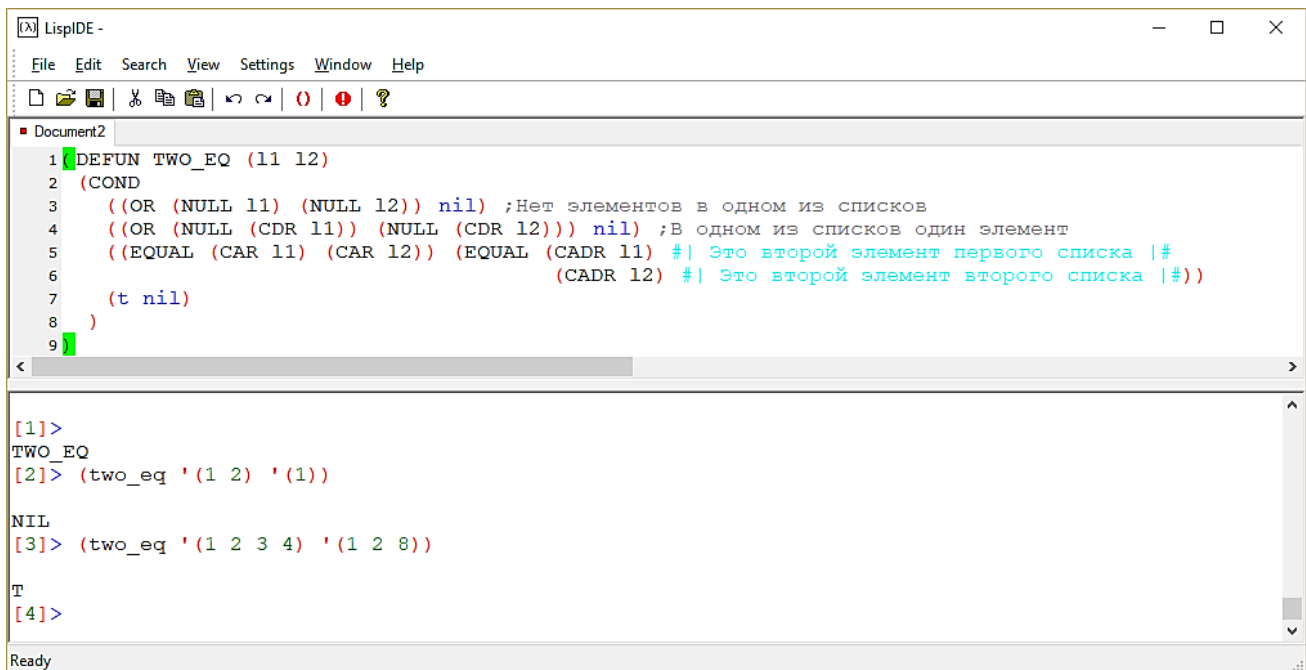 LispIDE -
File Edit Search View Settings Window Help
Document2
1 (DEFUN TWO_EQ (l1 l2)
2 (COND
3 ((OR (NULL l1) (NULL l2)) nil) ;Нет элементов в одном из списков
4 ((OR (NULL (CDR l1)) (NULL (CDR l2))) nil) ;В одном из списков один элемент
5 ((EQUAL (CAR l1) (CAR l2)) (EQUAL (CADR l1) #| Это второй элемент первого списка |#
6 (CADR l2) #| Это второй элемент второго списка |#))
7 (t nil)
8 )
9 )
[1]>
TWO_EQ
[2]> (two_eq '(1 2) '(1))
NIL
[3]> (two_eq '(1 2 3 4) '(1 2 8))
T
[4]>
Ready